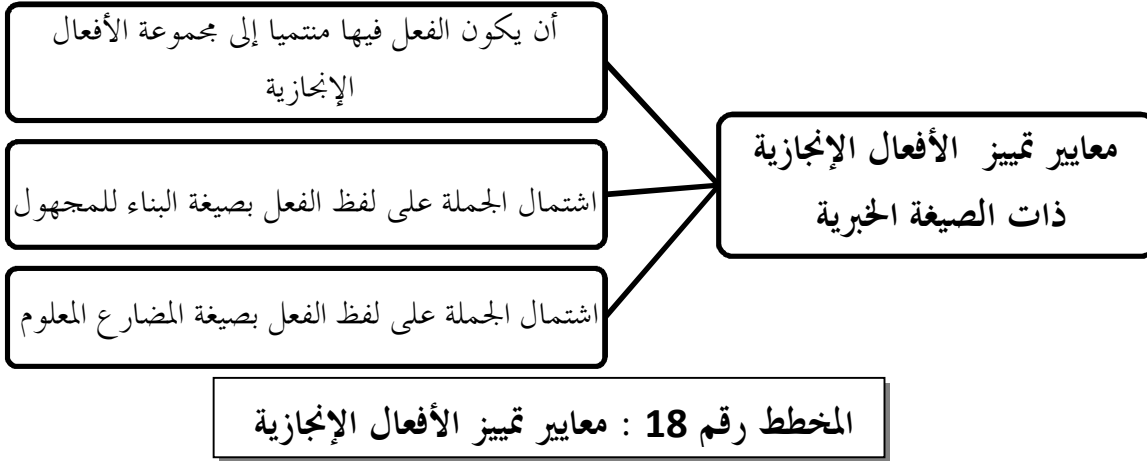 معايير تمييز الأفعال الإنجازية
ذات الصيغة الخبرية
أن يكون الفعل فيها منتميا إلى مجموعة الأفعال
الإنجازية
اشتمال الجملة على لفظ الفعل بصيغة البناء للمجهول
اشتمال الجملة على لفظ الفعل بصيغة المضارع المعلوم
المخطط رقم 18 : معايير تمييز الأفعال الإنجازية